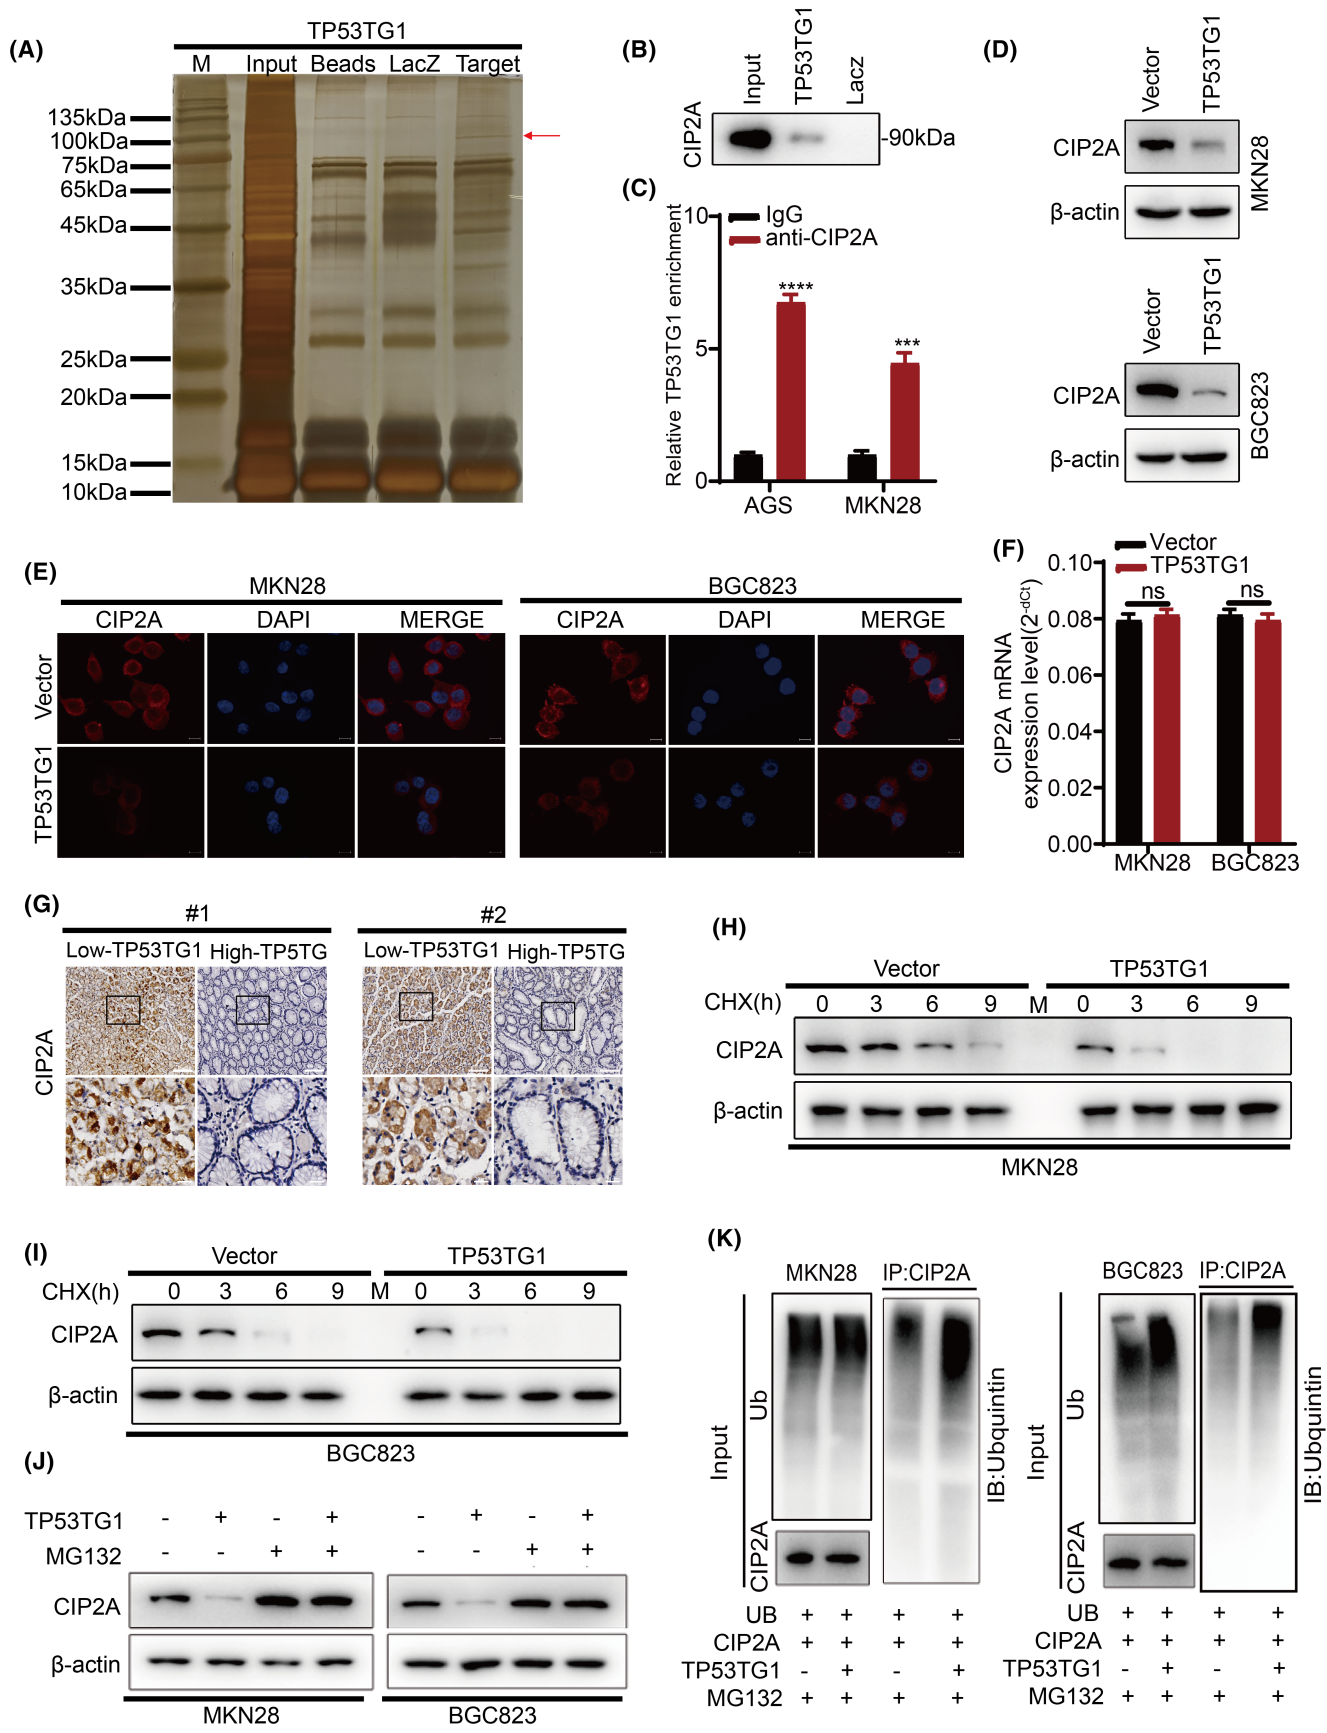 (A)
TP53TG1
M Input Beads LacZ Target
135kDa
100kDa
75kDa
65kDa
45kDa
35kDa
25kDa
20kDa
15kDa
10kDa
(B)
Input TP53TG1 Lacz
CIP2A
-90kDa
(C)
IgG
anti-CIP2A
Relative TP53TG1 enrichment
10
5
0
****
***
AGS MKN28
(D)
Vector TP53TG1
CIP2A
β-actin
MKN28
Vector TP53TG1
CIP2A
β-actin
BGC823
(E)
MKN28 BGC823
CIP2A DAPI MERGE CIP2A DAPI MERGE
Vector
TP53TG1
(F)
Vector
TP53TG1
CIP2A mRNA
expression level(2-dCt)
0.10
0.08
0.06
0.04
0.02
0.00
ns ns
MKN28 BGC823
(G)
#1 #2
Low-TP53TG1 High-TP5TG Low-TP53TG1 High-TP5TG
CIP2A
(H)
Vector TP53TG1
CHX(h) 0 3 6 9 M 0 3 6 9
CIP2A
β-actin
MKN28
(I)
Vector TP53TG1
CHX(h) 0 3 6 9 M 0 3 6 9
CIP2A
β-actin
BGC823
(J)
TP53TG1 - + - + - + - +
MG132 - - + + - - + +
CIP2A
β-actin
MKN28 BGC823
(K)
MKN28 IP:CIP2A BGC823 IP:CIP2A
Input
Ub
CIP2A
IB:Ubquintin
Input
Ub
CIP2A
IB:Ubquintin
UB + + + + UB + + + +
CIP2A + + + + CIP2A + + + +
TP53TG1 - + - + TP53TG1 - + - +
MG132 + + + + MG132 + + + +